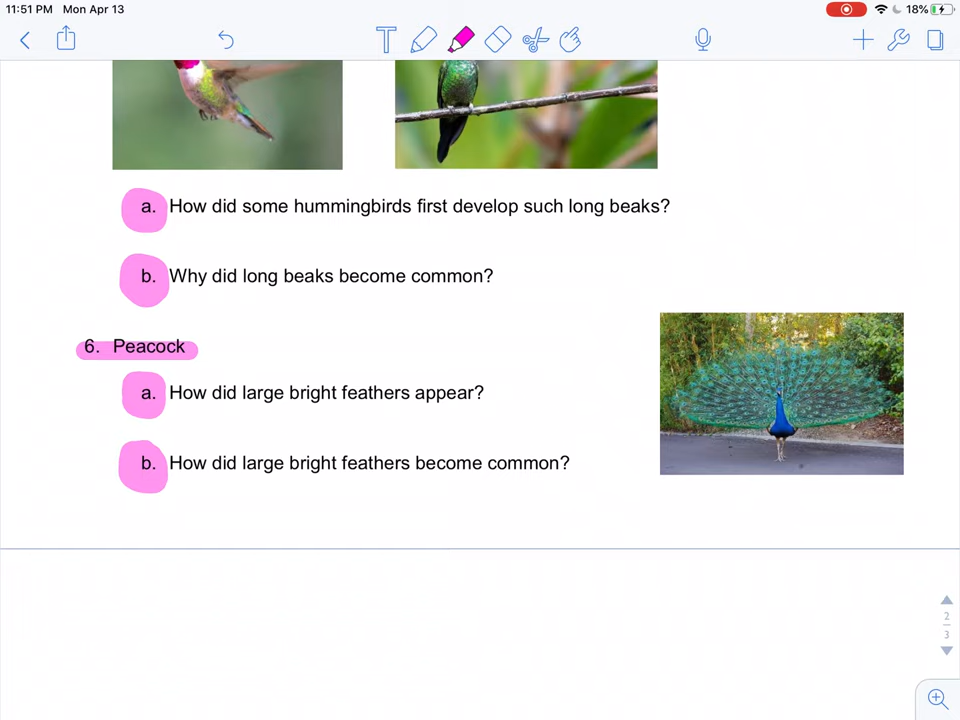 11:51 PM Mon Apr 13
18%
T
a. How did some hummingbirds first develop such long beaks?
b. Why did long beaks become common?
6. Peacock
a. How did large bright feathers appear?
b. How did large bright feathers become common?
2
3